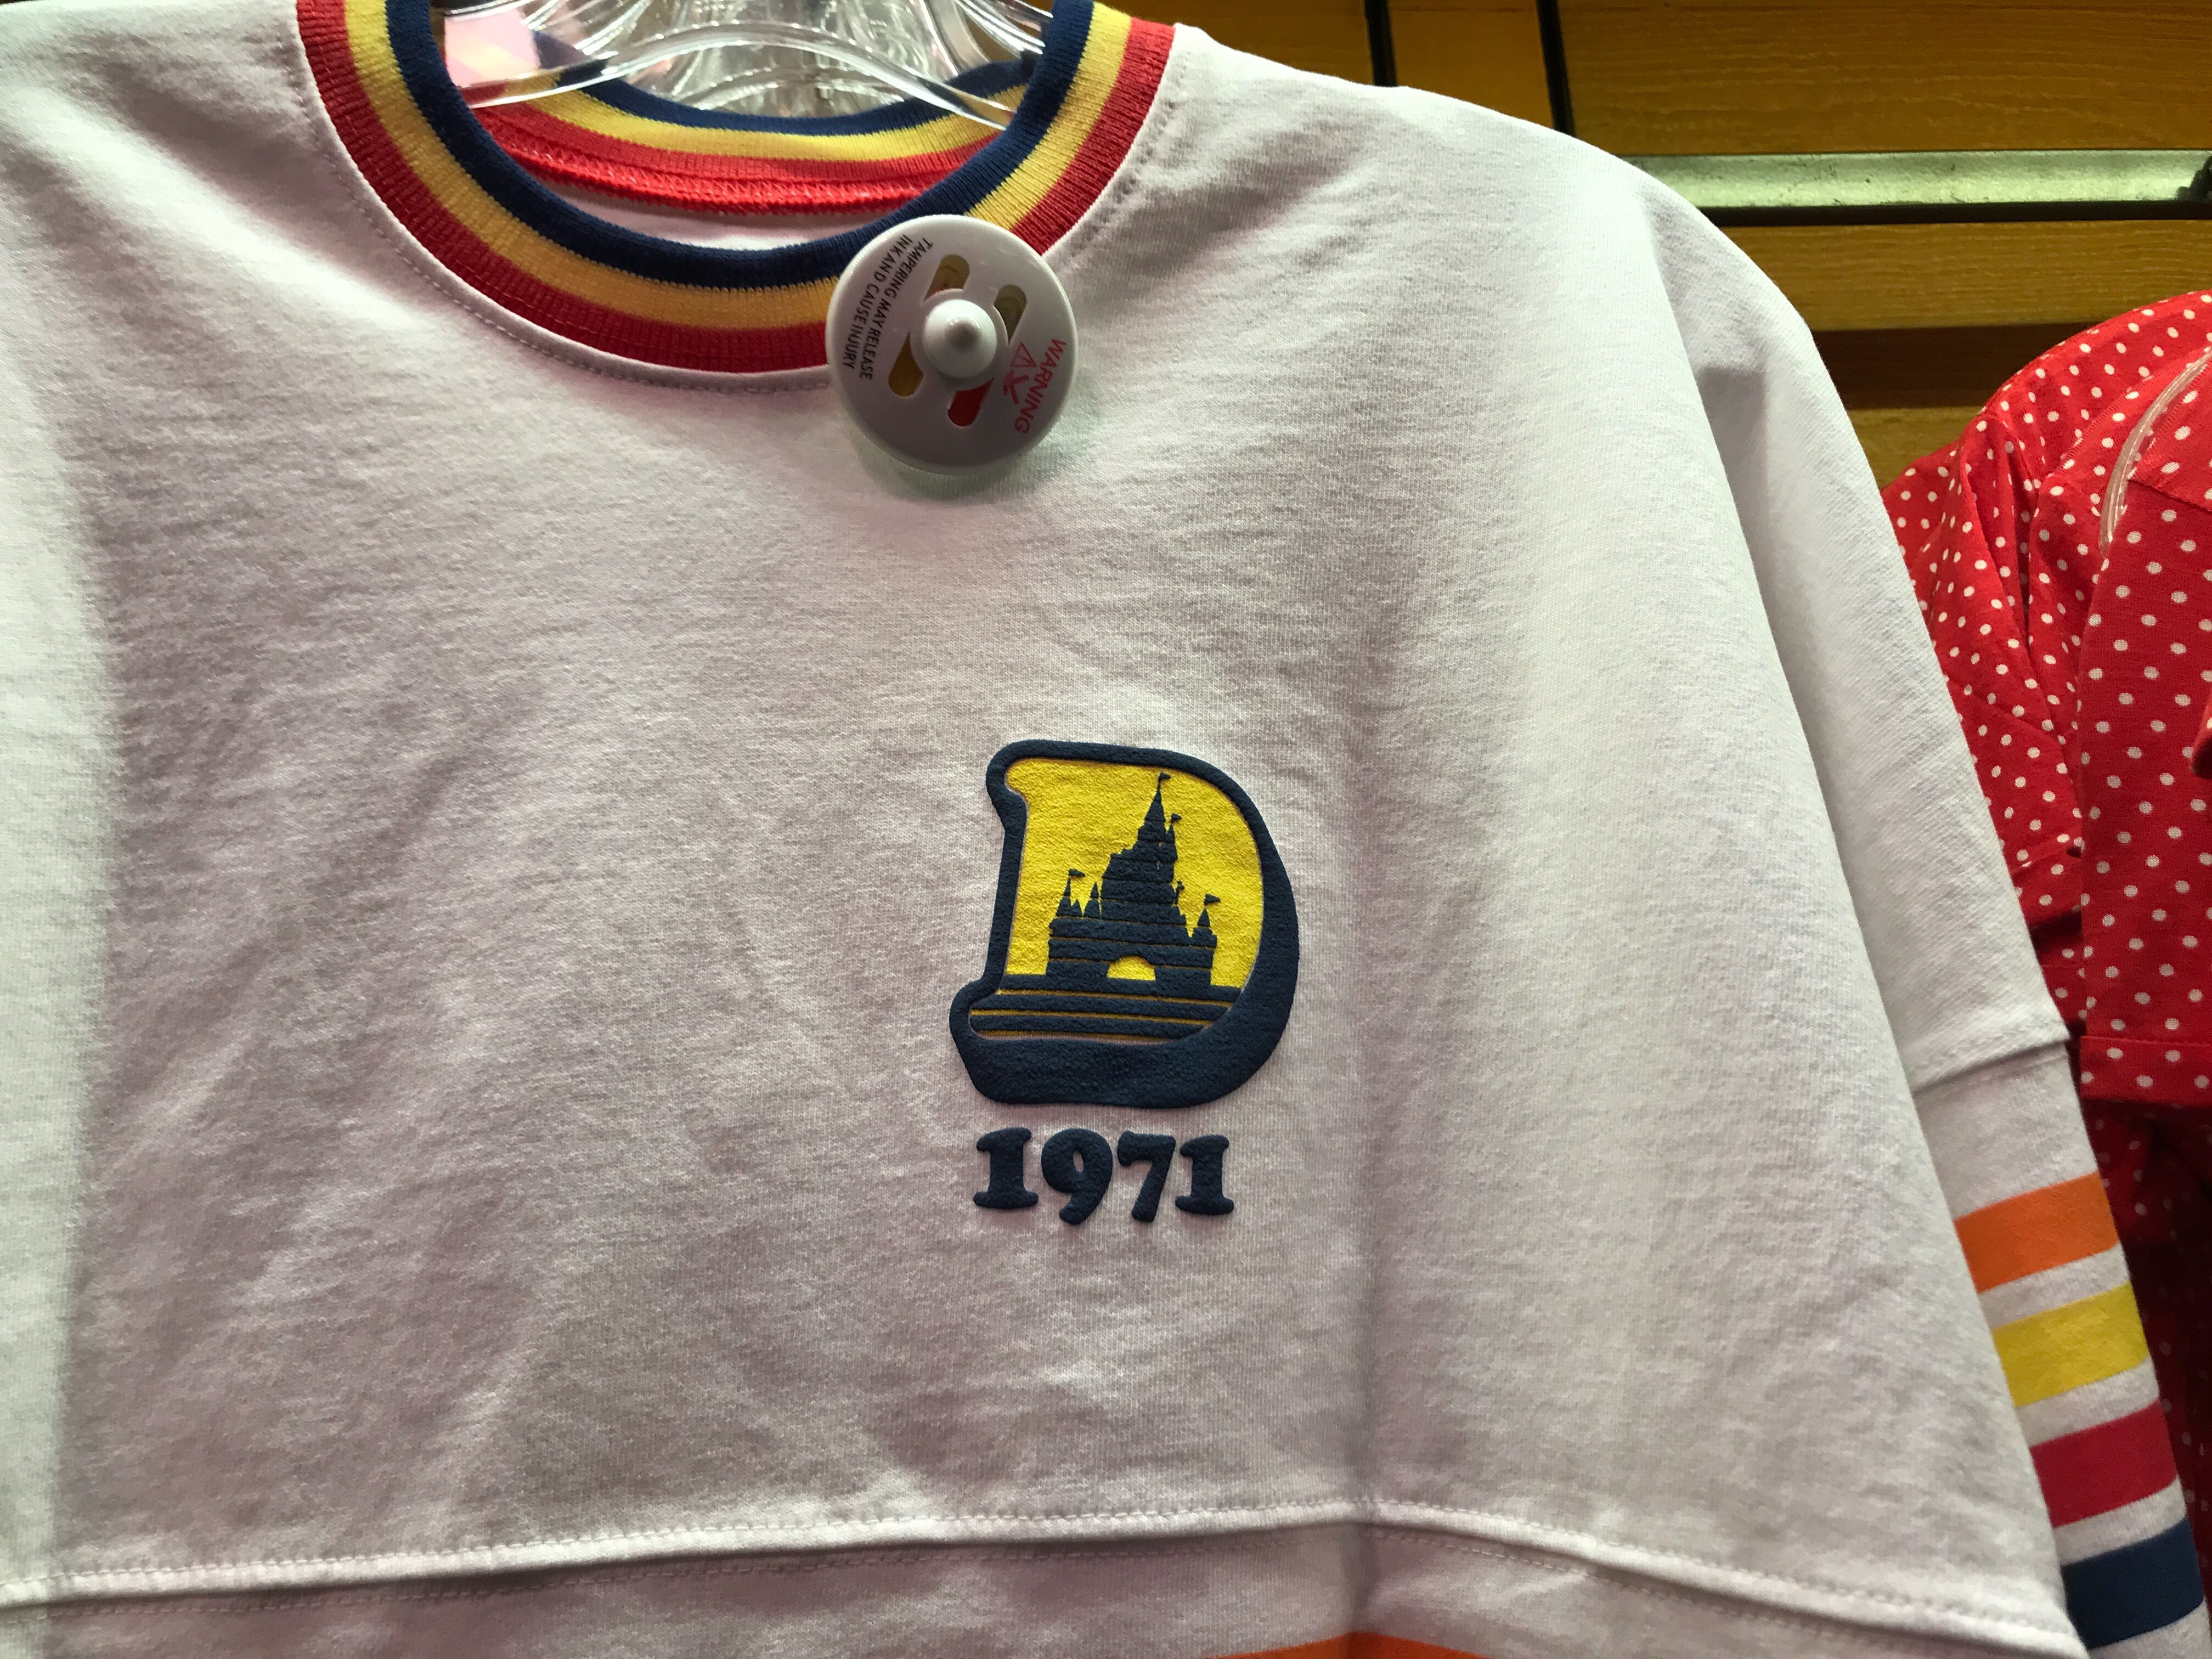 WARNING
TAMPERING MAY RELEASE
INK AND CAUSE INJURY
D
1971